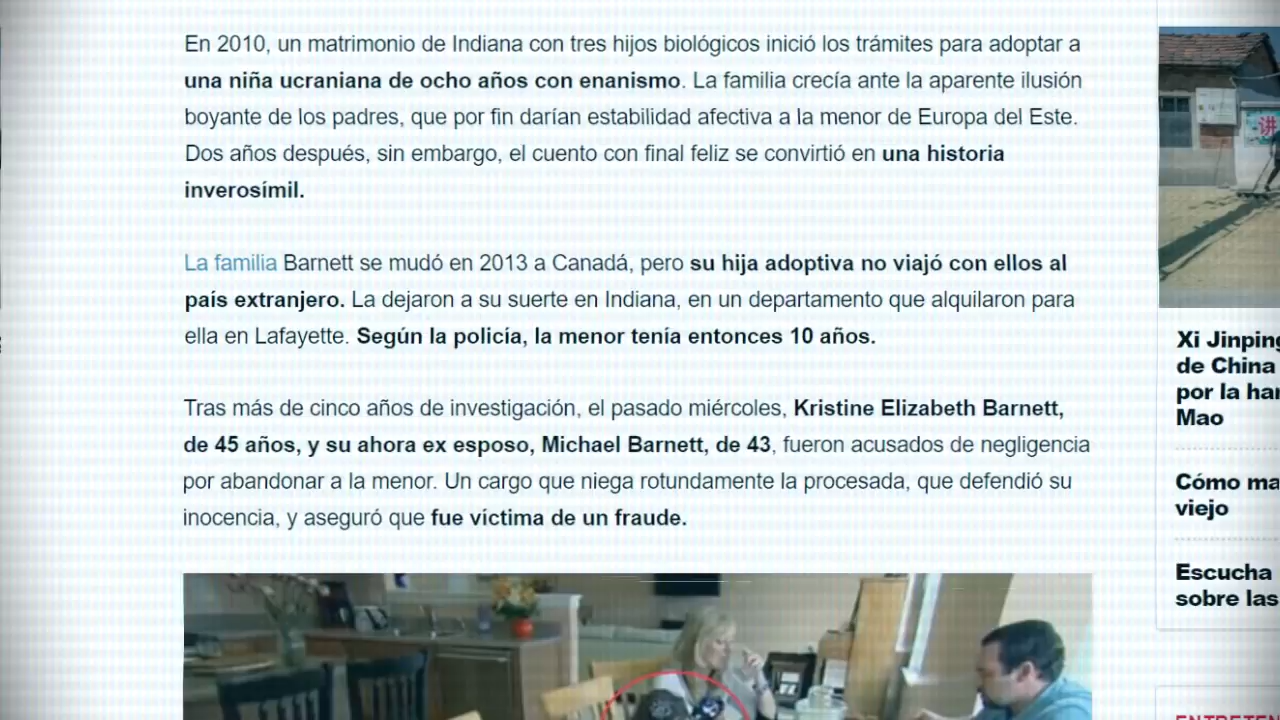 En 2010, un matrimonio de Indiana con tres hijos biológicos inició los trámites para adoptar a
una niña ucraniana de ocho años con enanismo. La familia crecía ante la aparente ilusión
boyante de los padres, que por fin darían estabilidad afectiva a la menor de Europa del Este.
Dos años después, sin embargo, el cuento con final feliz se convirtió en una historia
inverosímil.
La familia Barnett se mudó en 2013 a Canadá, pero su hija adoptiva no viajó con ellos al
país extranjero. La dejaron a su suerte en Indiana, en un departamento que alquilaron para
ella en Lafayette. Según la policía, la menor tenía entonces 10 años.
Tras más de cinco años de investigación, el pasado miércoles, Kristine Elizabeth Barnett,
de 45 años, y su ahora ex esposo, Michael Barnett, de 43, fueron acusados de negligencia
por abandonar a la menor. Un cargo que niega rotundamente la procesada, que defendió su
inocencia, y aseguró que fue víctima de un fraude.
讲
Xi Jinping
de China
por la
Mao
Cómo
viejo
Escucha
sobre las